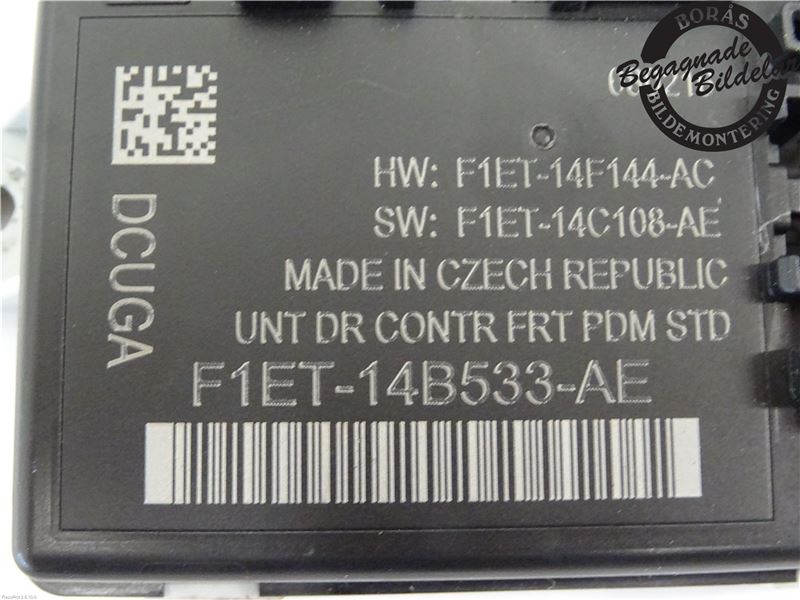 BORÅS
Begagnade
Bildelar
BILDEMONTERING
HW: F1ET-14F144-AC
SW: F1ET-14C108-AE
MADE IN CZECH REPUBLIC
UNT DR CONTR FRT PDM STD
F1ET-14B533-AE
DCUGA